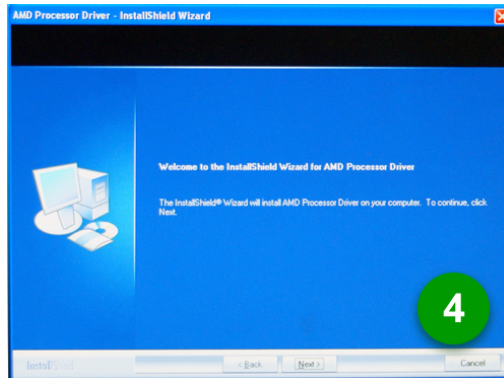 AMD Processor Driver - InstallShield Wizard
Welcome to the InstallShield Wizard for AMD Processor Driver
The InstallShield® Wizard will install AMD Processor Driver on your computer. To continue, click
Next.
4
InstallShield
< Back
Next >
Cancel